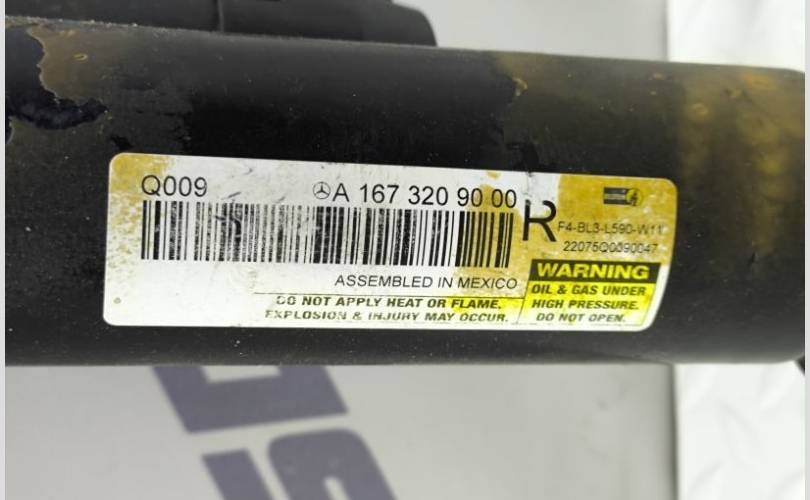 Q009 A 167 320 90 00
R
F4-BL3-L590-W11
22075Q0090047
ASSEMBLED IN MEXICO
DO NOT APPLY HEAT OR FLAME.
EXPLOSION & INJURY MAY OCCUR.
WARNING
OIL & GAS UNDER
HIGH PRESSURE.
DO NOT OPEN.